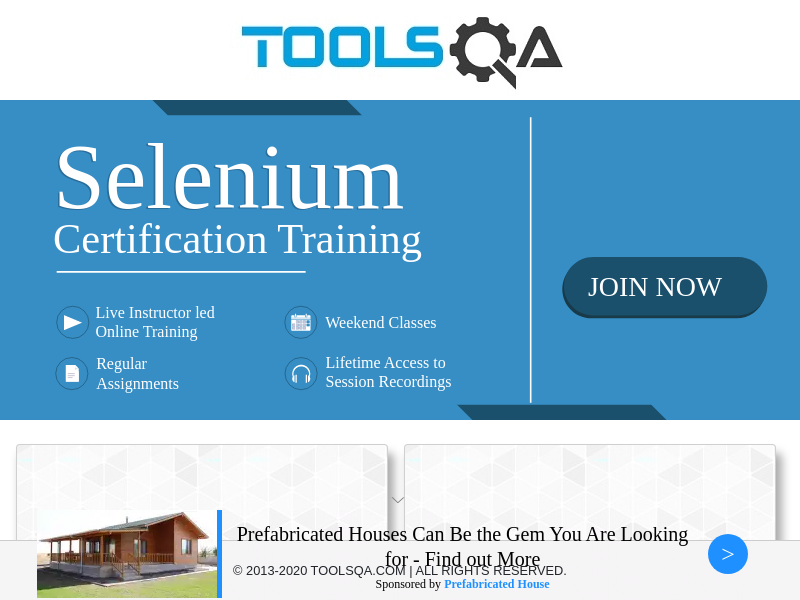 TOOLSQA
Selenium
Certification Training
JOIN NOW
Live Instructor led
Online Training
Weekend Classes
Regular
Assignments
Lifetime Access to
Session Recordings
Prefabricated Houses Can Be the Gem You Are Looking
for - Find out More
>
© 2013-2020 TOOLSQA.COM | ALL RIGHTS RESERVED.
Sponsored by Prefabricated House